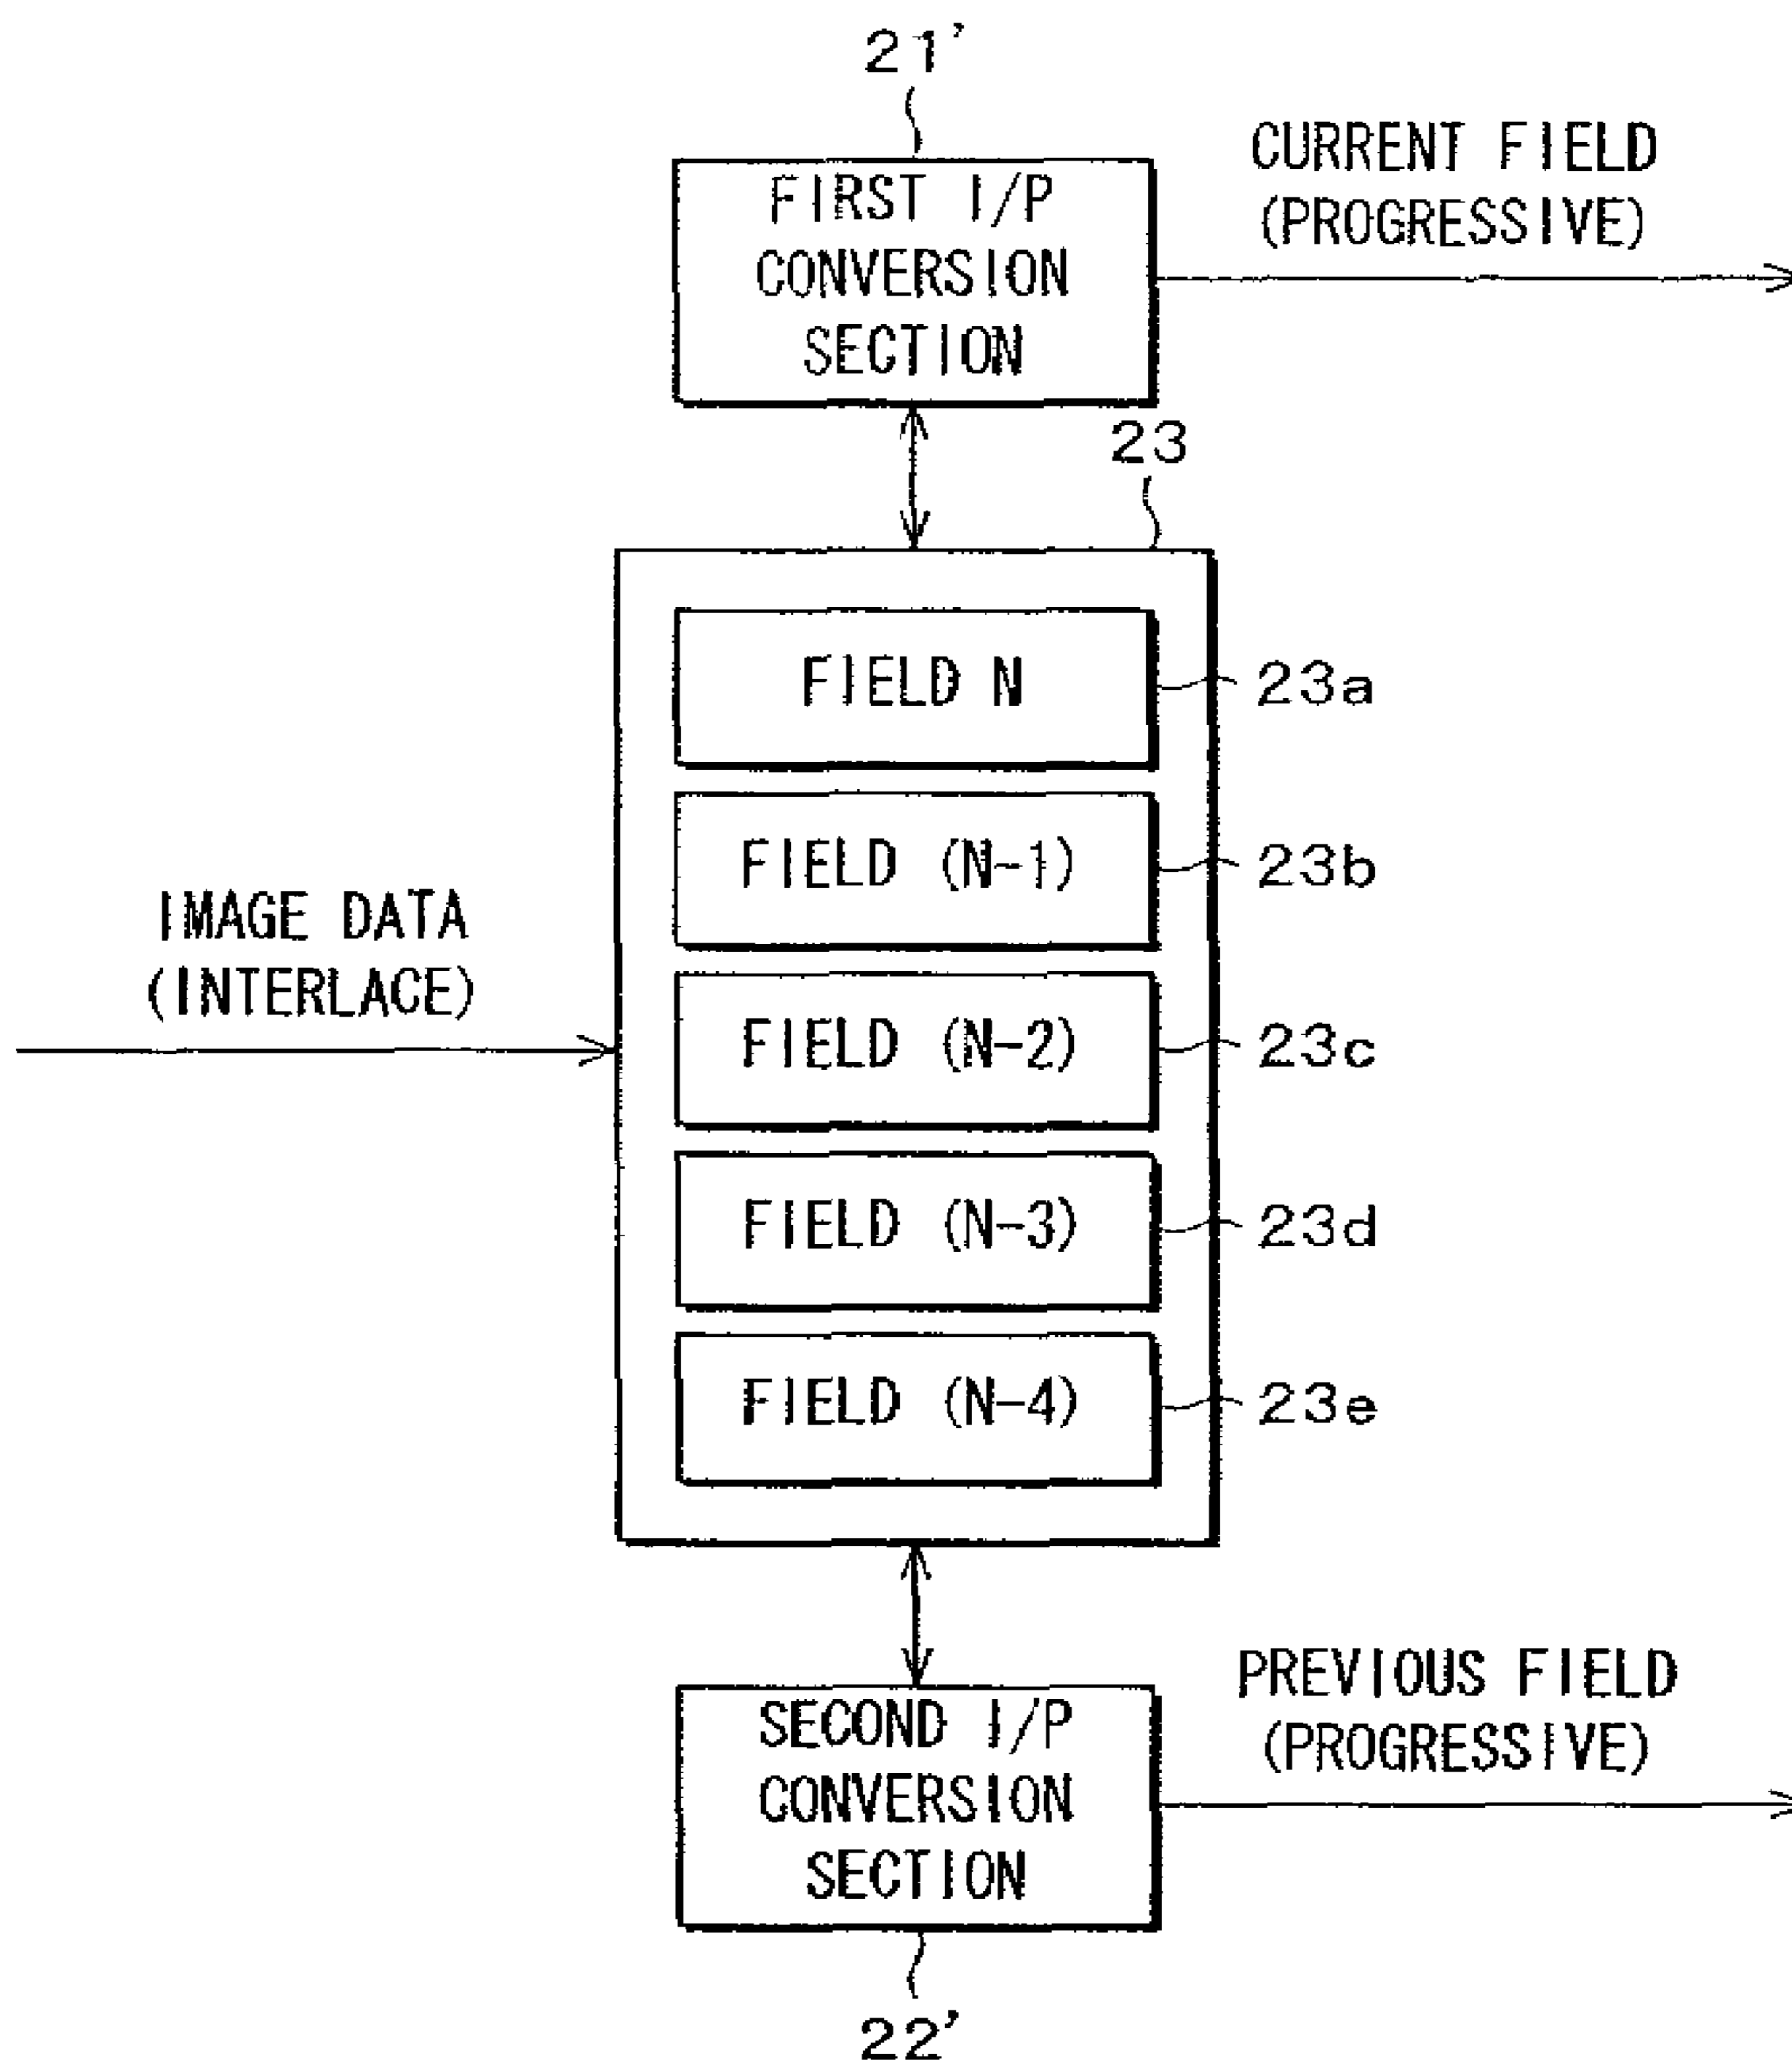 21'
FIRST I/P
CONVERSION
SECTION
CURRENT FIELD
(PROGRESSIVE)
23
FIELD N
23a
FIELD (N-1)
23b
IMAGE DATA
(INTERLACE)
FIELD (N-2)
23c
FIELD (N-3)
23d
FIELD (N-4)
23e
SECOND I/P
CONVERSION
SECTION
PREVIOUS FIELD
(PROGRESSIVE)
22'